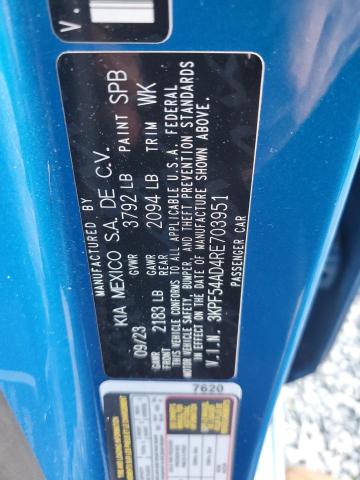 V.
MANUFACTURED BY
KIA MEXICO S.A. DE C.V.
09/23 GVWR 3792 LB PAINT SPB
GAWR FRONT 2183 LB GAWR REAR 2094 LB TRIM WK
THIS VEHICLE CONFORMS TO ALL APPLICABLE U.S.A. FEDERAL
MOTOR VEHICLE SAFETY, BUMPER, AND THEFT PREVENTION STANDARDS
IN EFFECT ON THE DATE OF MANUFACTURE SHOWN ABOVE.
V.I.N. 3KPF54AD4RE703951
PASSENGER CAR
7620